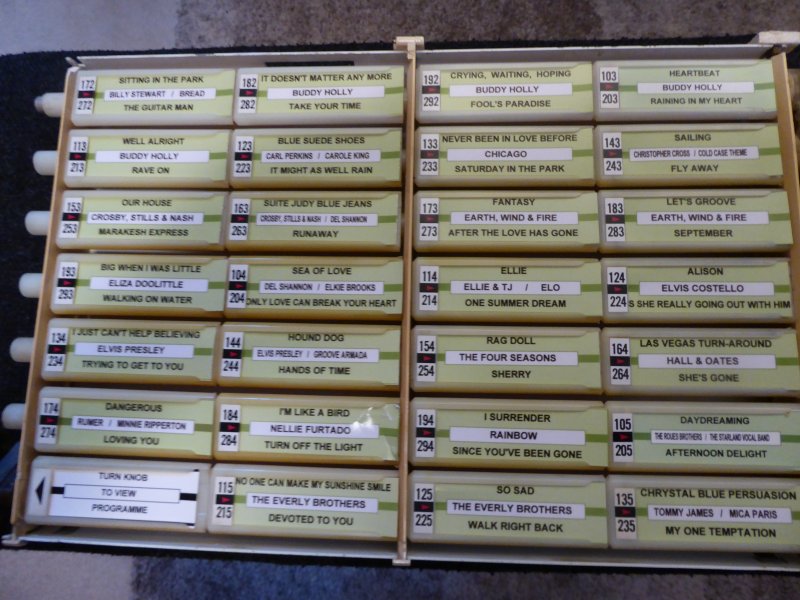 172
272
SITTING IN THE PARK
BILLY STEWART / BREAD
THE GUITAR MAN
182
282
IT DOESN'T MATTER ANY MORE
BUDDY HOLLY
TAKE YOUR TIME
192
292
CRYING, WAITING, HOPING
BUDDY HOLLY
FOOL'S PARADISE
103
203
HEARTBEAT
BUDDY HOLLY
RAINING IN MY HEART
113
213
WELL ALRIGHT
BUDDY HOLLY
RAVE ON
123
223
BLUE SUEDE SHOES
CARL PERKINS / CAROLE KING
IT MIGHT AS WELL RAIN
133
233
NEVER BEEN IN LOVE BEFORE
CHICAGO
SATURDAY IN THE PARK
143
243
SAILING
CHRISTOPHER CROSS / COLD CASE THEME
FLY AWAY
153
253
OUR HOUSE
CROSBY, STILLS & NASH
MARAKESH EXPRESS
163
263
SUITE JUDY BLUE JEANS
CROSBY, STILLS & NASH / DEL SHANNON
RUNAWAY
173
273
FANTASY
EARTH, WIND & FIRE
AFTER THE LOVE HAS GONE
183
283
LET'S GROOVE
EARTH, WIND & FIRE
SEPTEMBER
193
293
BIG WHEN I WAS LITTLE
ELIZA DOOLITTLE
WALKING ON WATER
104
204
SEA OF LOVE
DEL SHANNON / ELKIE BROOKS
ONLY LOVE CAN BREAK YOUR HEART
114
214
ELLIE
ELLIE & TJ / ELO
ONE SUMMER DREAM
124
224
ALISON
ELVIS COSTELLO
S SHE REALLY GOING OUT WITH HIM
134
234
I JUST CAN'T HELP BELIEVING
ELVIS PRESLEY
TRYING TO GET TO YOU
144
244
HOUND DOG
ELVIS PRESLEY / GROOVE ARMADA
HANDS OF TIME
154
254
RAG DOLL
THE FOUR SEASONS
SHERRY
164
264
LAS VEGAS TURN-AROUND
HALL & OATES
SHE'S GONE
174
274
DANGEROUS
RUMER / MINNIE RIPPERTON
LOVING YOU
184
284
I'M LIKE A BIRD
NELLIE FURTADO
TURN OFF THE LIGHT
194
294
I SURRENDER
RAINBOW
SINCE YOU'VE BEEN GONE
105
205
DAYDREAMING
THE ROUES BROTHERS / THE STARLAND VOCAL BAND
AFTERNOON DELIGHT
TURN KNOB
TO VIEW
PROGRAMME
115
215
NO ONE CAN MAKE MY SUNSHINE SMILE
THE EVERLY BROTHERS
DEVOTED TO YOU
125
225
SO SAD
THE EVERLY BROTHERS
WALK RIGHT BACK
135
235
CHRYSTAL BLUE PERSUASION
TOMMY JAMES / MICA PARIS
MY ONE TEMPTATION